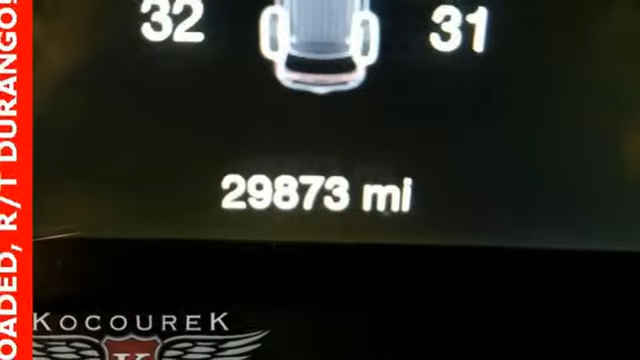 32
31
29873 mi
OADED, R/T DURANGO!
KOCOUREK
K